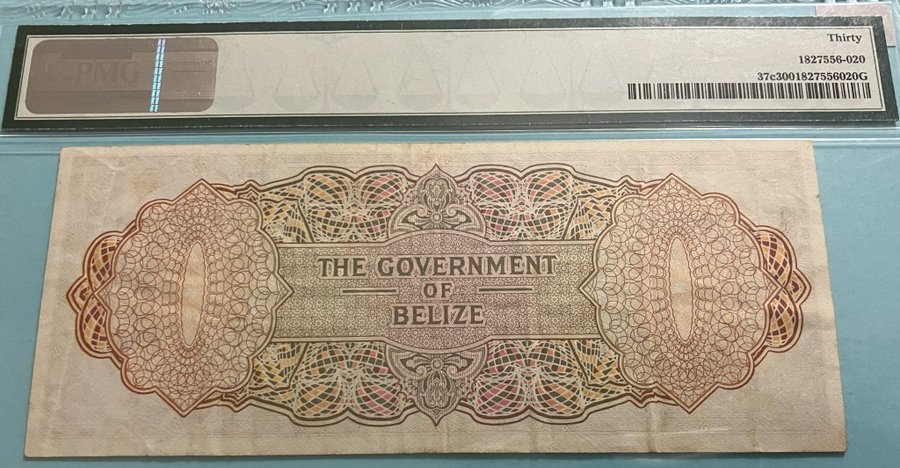 PMG
Thirty
1827556-020
37c3001827556020G
THE GOVERNMENT
OF
BELIZE